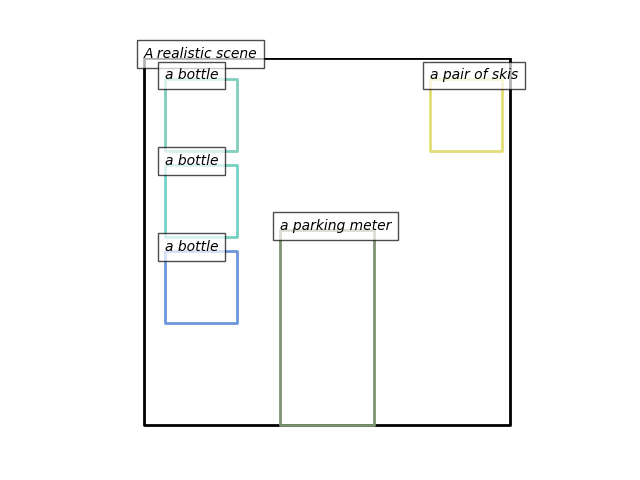 A realistic scene
a bottle
a pair of skis
a bottle
a parking meter
a bottle